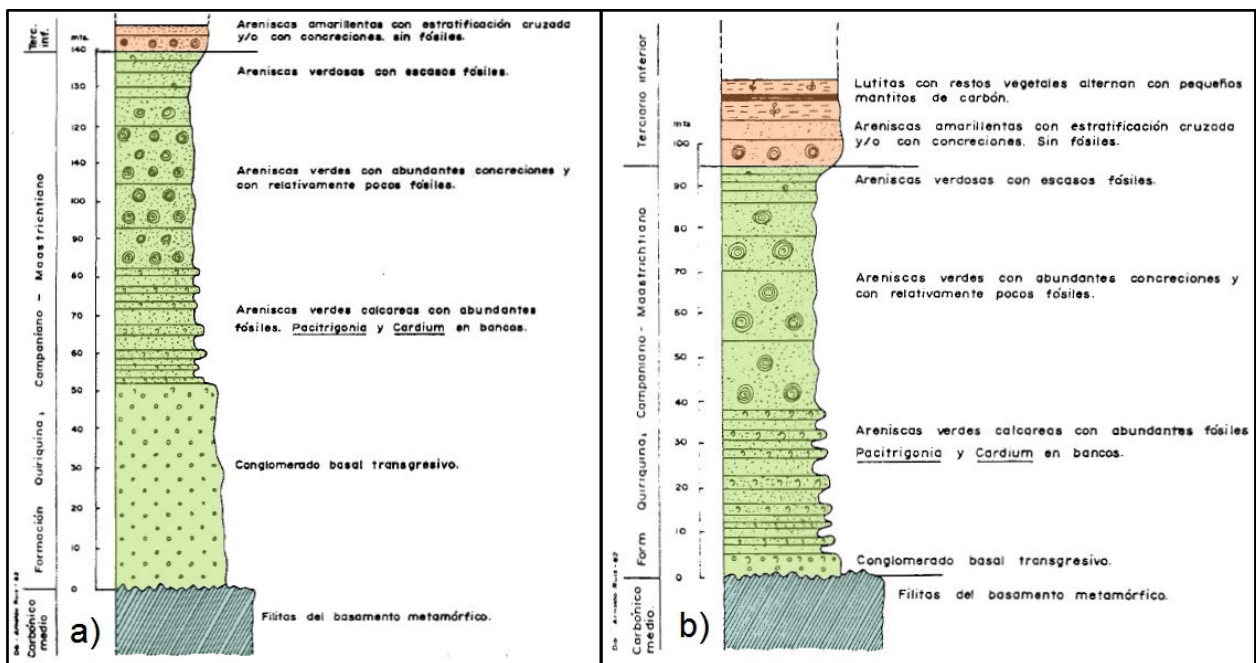 Terc. inf.
mts.
Areniscas amarillentas con estratificación cruzada
y/o con concreciones. sin fósiles.
140
Areniscas verdosas con escasos fósiles.
130
120
140
Areniscas verdes con abundantes concreciones y
con relativamente pocos fósiles.
100
90
80
70
Areniscas verdes calcareas con abundantes
fósiles. Pacitrigonia y Cardium en bancos.
60
50
40
30
Conglomerado basal transgresivo.
20
10
0
Formación Quiriquina; Campaniano - Maastrichtiano
Carbónico
medio
Filitas del basamento metamórfico.
a)
Terciario inferior
Lutitas con restos vegetales alternan con pequeños
mantitos de carbón.
mts
Areniscas amarillentas con estratificación cruzada
y/o con concreciones. Sin fósiles.
100
90
Areniscas verdosas con escasos fósiles.
80
70
Areniscas verdes con abundantes concreciones y
con relativamente pocos fósiles.
60
50
40
Areniscas verdes calcareas con abundantes fósiles
Pacitrigonia y Cardium en bancos.
30
20
10
Conglomerado basal transgresivo.
0
Form Quiriquina; Campaniano - Maastrichtiano
Carbónico
medio.
Filitas del basamento metamórfico.
b)